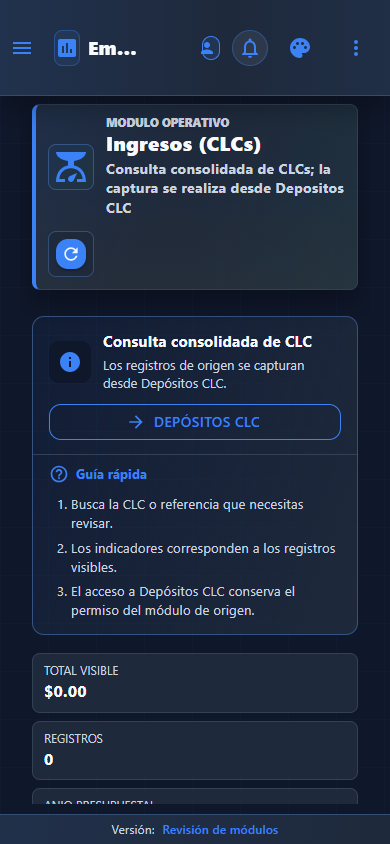 Em...
MODULO OPERATIVO
Ingresos (CLCs)
Consulta consolidada de CLCs; la
captura se realiza desde Depositos
CLC
Consulta consolidada de CLC
Los registros de origen se capturan
desde Depósitos CLC.
DEPÓSITOS CLC
Guía rápida
1. Busca la CLC o referencia que necesitas
revisar.
2. Los indicadores corresponden a los registros
visibles.
3. El acceso a Depósitos CLC conserva el
permiso del módulo de origen.
TOTAL VISIBLE
$0.00
REGISTROS
0
ANIO PRESUPUESTAL
Versión: Revisión de módulos